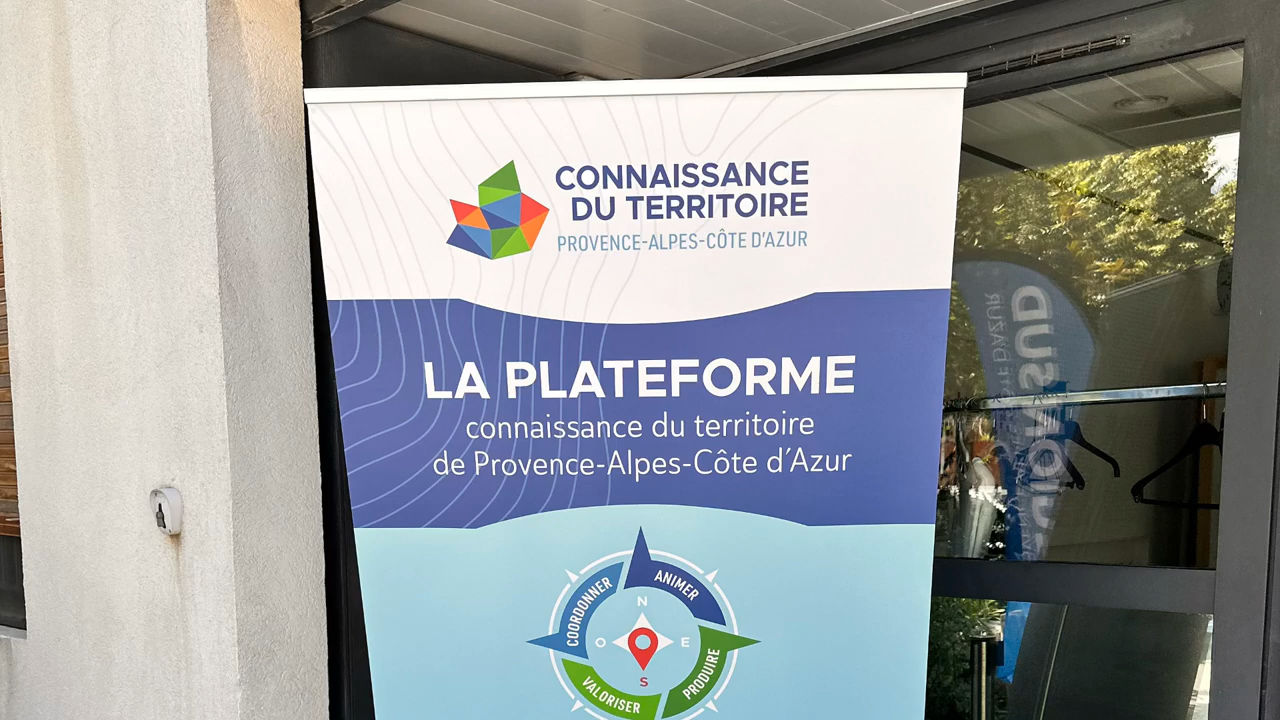 CONNAISSANCE
DU TERRITOIRE
PROVENCE-ALPES-CÔTE D'AZUR
LA PLATEFORME
connaissance du territoire
de Provence-Alpes-Côte d'Azur
COORDONNER
ANIMER
N
O
E
S
VALORISER
PRODUIRE